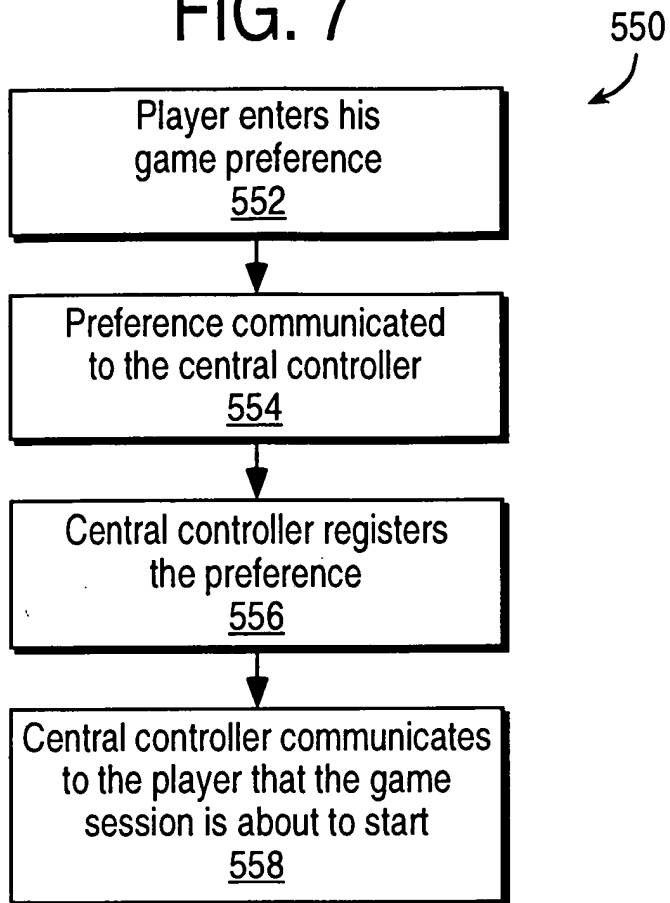 FIG. 7
550
Player enters his
game preference
552
Preference communicated
to the central controller
554
Central controller registers
the preference
556
Central controller communicates
to the player that the game
session is about to start
558